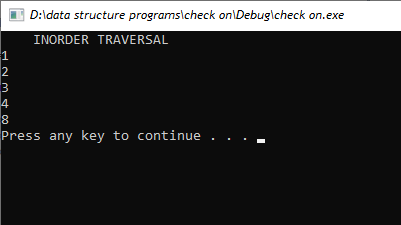 D:\data structure programs\check on\Debug\check on.exe
INORDER TRAVERSAL
1
2
3
4
8
Press any key to continue . . .